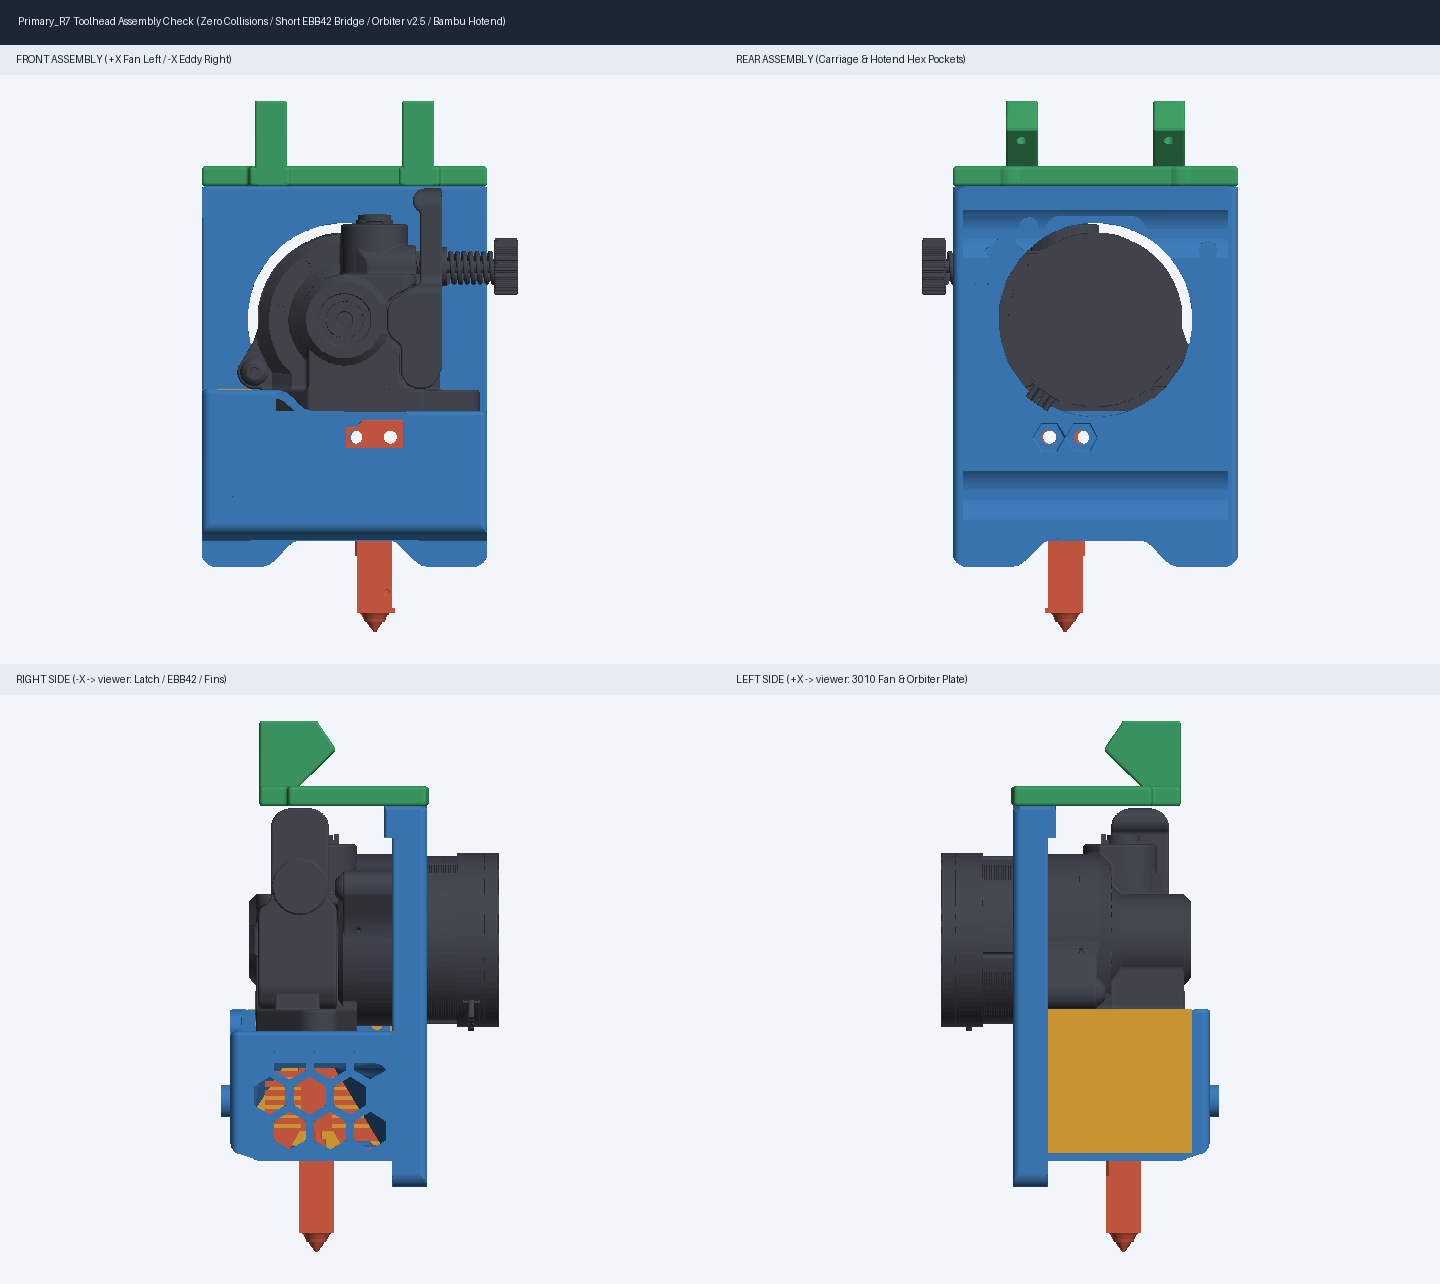 Primary_R7 Toolhead Assembly Check (Zero Collisions / Short EBB42 Bridge / Orbiter v2.5 / Bambu Hotend)
FRONT ASSEMBLY (+X Fan Left / -X Eddy Right)
REAR ASSEMBLY (Carriage & Hotend Hex Pockets)
RIGHT SIDE (-X -> viewer: Latch / EBB42 / Fins)
LEFT SIDE (+X -> viewer: 3010 Fan & Orbiter Plate)